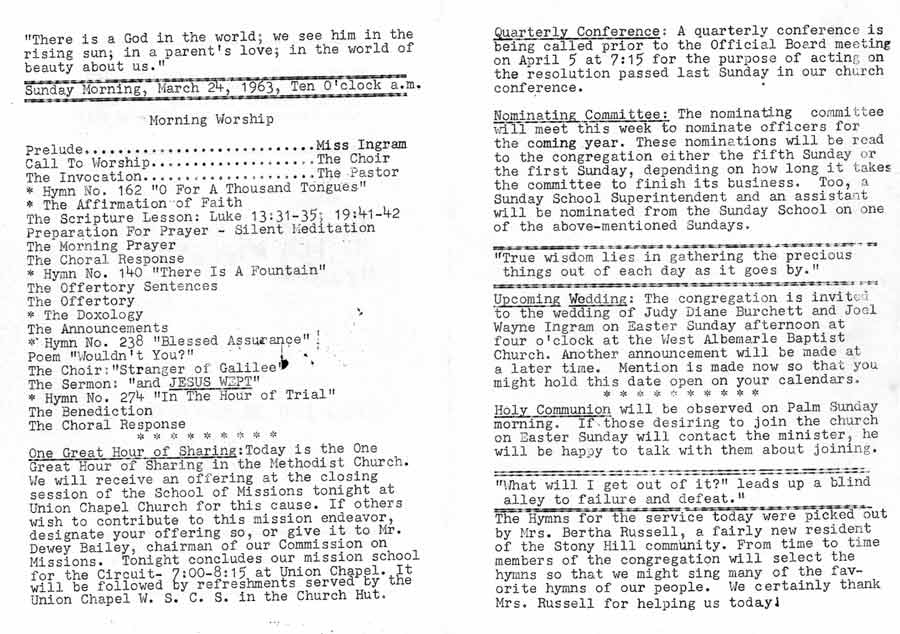 "There is a God in the world; we see him in the
rising sun; in a parent's love; in the world of
beauty about us."
Sunday Morning, March 24, 1963, Ten O'clock a.m.
Morning Worship
Prelude............................Miss Ingram
Call To Worship....................The Choir
The Invocation.....................The Pastor
* Hymn No. 162 "O For A Thousand Tongues"
* The Affirmation of Faith
The Scripture Lesson: Luke 13:31-35; 19:41-42
Preparation For Prayer - Silent Meditation
The Morning Prayer
The Choral Response
* Hymn No. 140 "There Is A Fountain"
The Offertory Sentences
The Offertory
* The Doxology
The Announcements
* Hymn No. 238 "Blessed Assurance"
Poem "Wouldn't You?"
The Choir:"Stranger of Galilee"
The Sermon: "and JESUS WEPT"
* Hymn No. 274 "In The Hour of Trial"
The Benediction
The Choral Response
* * * * * * * * *
One Great Hour of Sharing:Today is the One
Great Hour of Sharing in the Methodist Church.
We will receive an offering at the closing
session of the School of Missions tonight at
Union Chapel Church for this cause. If others
wish to contribute to this mission endeavor,
designate your offering so, or give it to Mr.
Dewey Bailey, chairman of our Commission on
Missions. Tonight concludes our mission school
for the Circuit- 7:00-8:15 at Union Chapel. It
will be followed by refreshments served by the
Union Chapel W. S. C. S. in the Church Hut.
Quarterly Conference: A quarterly conference is
being called prior to the Official Board meeting
on April 5 at 7:15 for the purpose of acting on
the resolution passed last Sunday in our church
conference.
Nominating Committee: The nominating committee
will meet this week to nominate officers for
the coming year. These nominations will be read
to the congregation either the fifth Sunday or
the first Sunday, depending on how long it takes
the committee to finish its business. Too, a
Sunday School Superintendent and an assistant
will be nominated from the Sunday School on one
of the above-mentioned Sundays.
"True wisdom lies in gathering the precious
things out of each day as it goes by."
Upcoming Wedding: The congregation is invited
to the wedding of Judy Diane Burchett and Joel
Wayne Ingram on Easter Sunday afternoon at
four o'clock at the West Albemarle Baptist
Church. Another announcement will be made at
a later time. Mention is made now so that you
might hold this date open on your calendars.
* * * * * * * * * *
Holy Communion will be observed on Palm Sunday
morning. If those desiring to join the church
on Easter Sunday will contact the minister, he
will be happy to talk with them about joining.
"What will I get out of it?" leads up a blind
alley to failure and defeat."
The Hymns for the service today were picked out
by Mrs. Bertha Russell, a fairly new resident
of the Stony Hill community. From time to time
members of the congregation will select the
hymns so that we might sing many of the fav-
orite hymns of our people. We certainly thank
Mrs. Russell for helping us today!